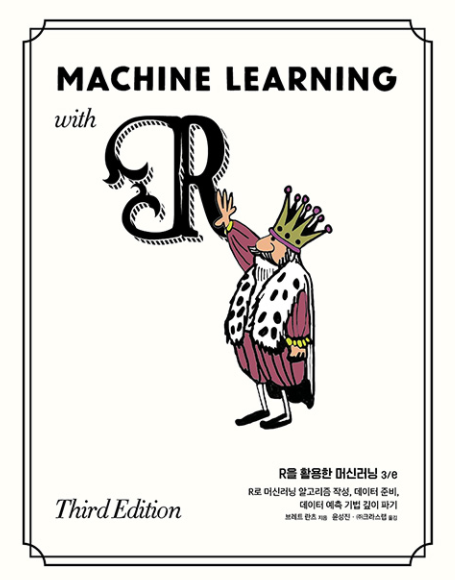 MACHINE LEARNING
with
R
R을 활용한 머신러닝 3/e
R로 머신러닝 알고리즘 작성, 데이터 준비,
데이터 예측 기법 깊이 파기
브레트 란츠 지음 윤성진 · ㈜크라스랩 옮김
Third Edition